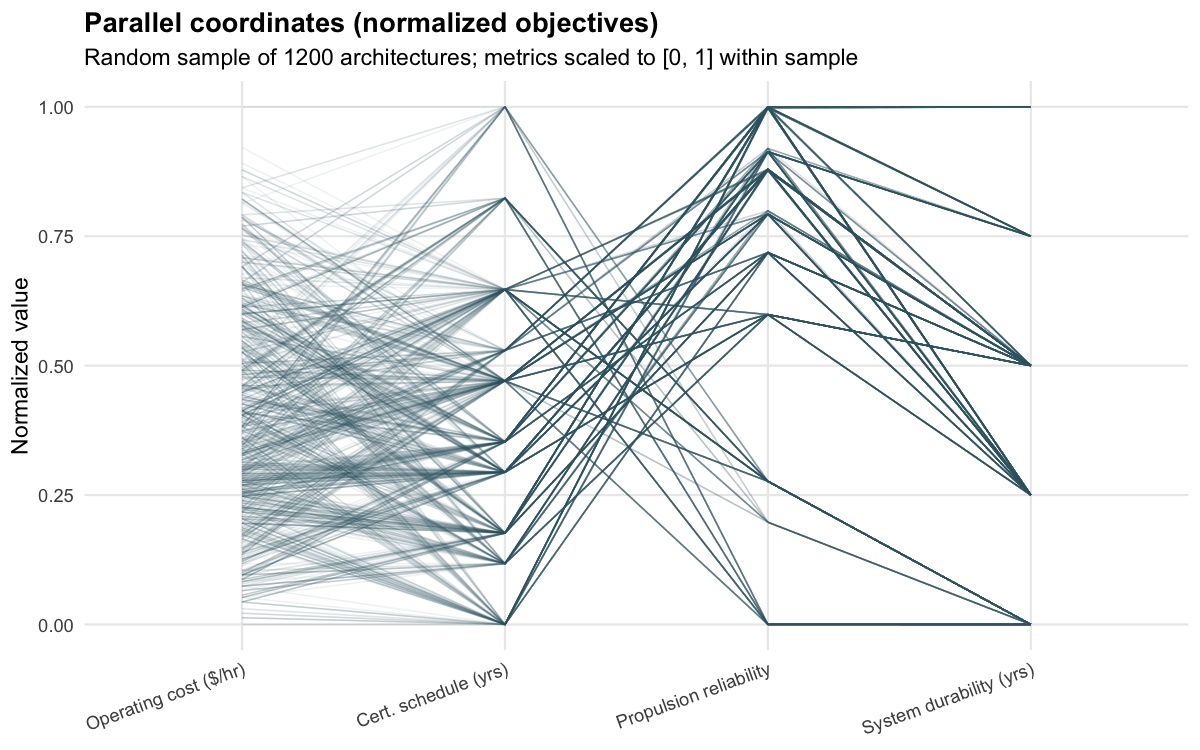 Parallel coordinates (normalized objectives)
Random sample of 1200 architectures; metrics scaled to [0, 1] within sample
Normalized value
1.00
0.75
0.50
0.25
0.00
Operating cost ($/hr)
Cert. schedule (yrs)
Propulsion reliability
System durability (yrs)